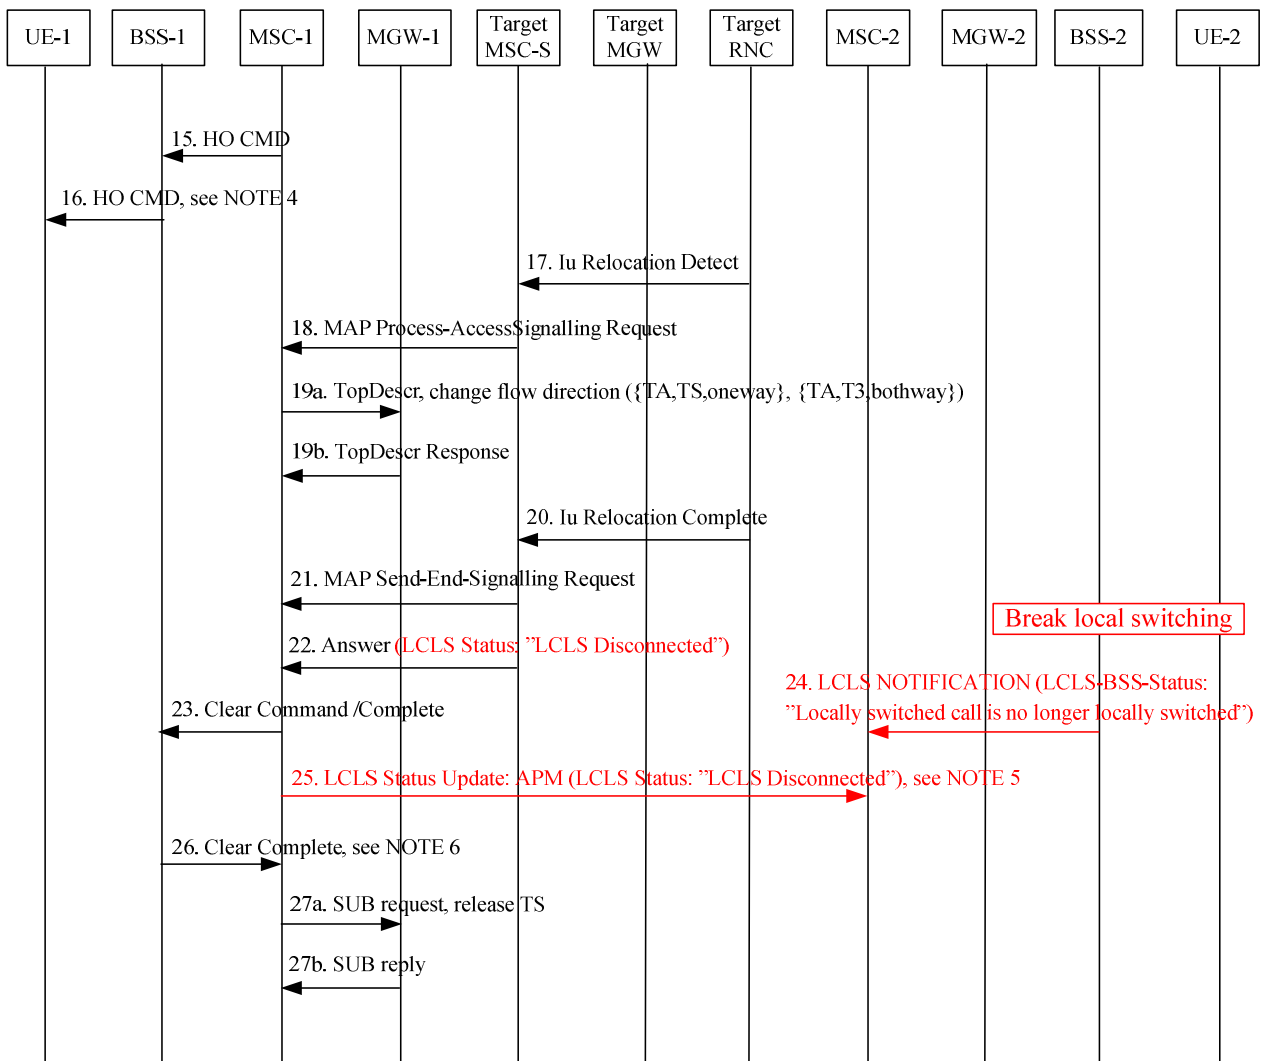 UE-1
BSS-1
MSC-1
MGW-1
Target
MSC-S
Target
MGW
Target
RNC
MSC-2
MGW-2
BSS-2
UE-2
15. HO CMD
16. HO CMD, see NOTE 4
17. Iu Relocation Detect
18. MAP Process-AccessSignalling Request
19a. TopDescr, change flow direction ({TA,TS,oneway}, {TA,T3,bothway})
19b. TopDescr Response
20. Iu Relocation Complete
21. MAP Send-End-Signalling Request
Break local switching
22. Answer (LCLS Status: ”LCLS Disconnected”)
24. LCLS NOTIFICATION (LCLS-BSS-Status:
”Locally switched call is no longer locally switched”)
23. Clear Command /Complete
25. LCLS Status Update: APM (LCLS Status: ”LCLS Disconnected”), see NOTE 5
26. Clear Complete, see NOTE 6
27a. SUB request, release TS
27b. SUB reply